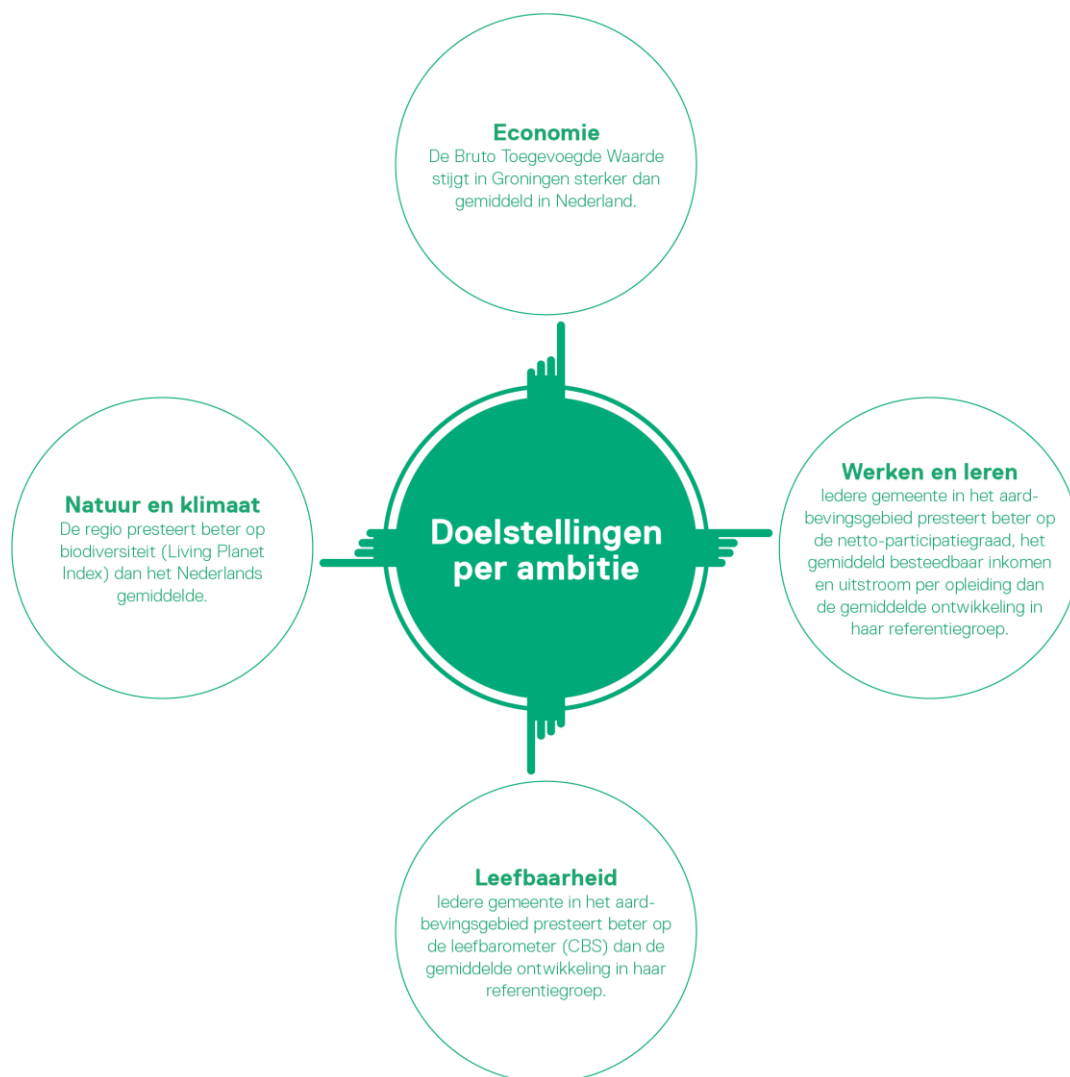 Economie
De Bruto Toegevoegde Waarde
stijgt in Groningen sterker dan
gemiddeld in Nederland.
Natuur en klimaat
De regio presteert beter op
biodiversiteit (Living Planet
Index) dan het Nederlands
gemiddelde.
Doelstellingen
per ambitie
Werken en leren
Iedere gemeente in het aard-
bevingsgebied presteert beter op
de netto-participatiegraad, het
gemiddeld besteedbaar inkomen
en uitstroom per opleiding dan
de gemiddelde ontwikkeling in
haar referentiegroep.
Leefbaarheid
Iedere gemeente in het aard-
bevingsgebied presteert beter op
de leefbarometer (CBS) dan de
gemiddelde ontwikkeling in haar
referentiegroep.